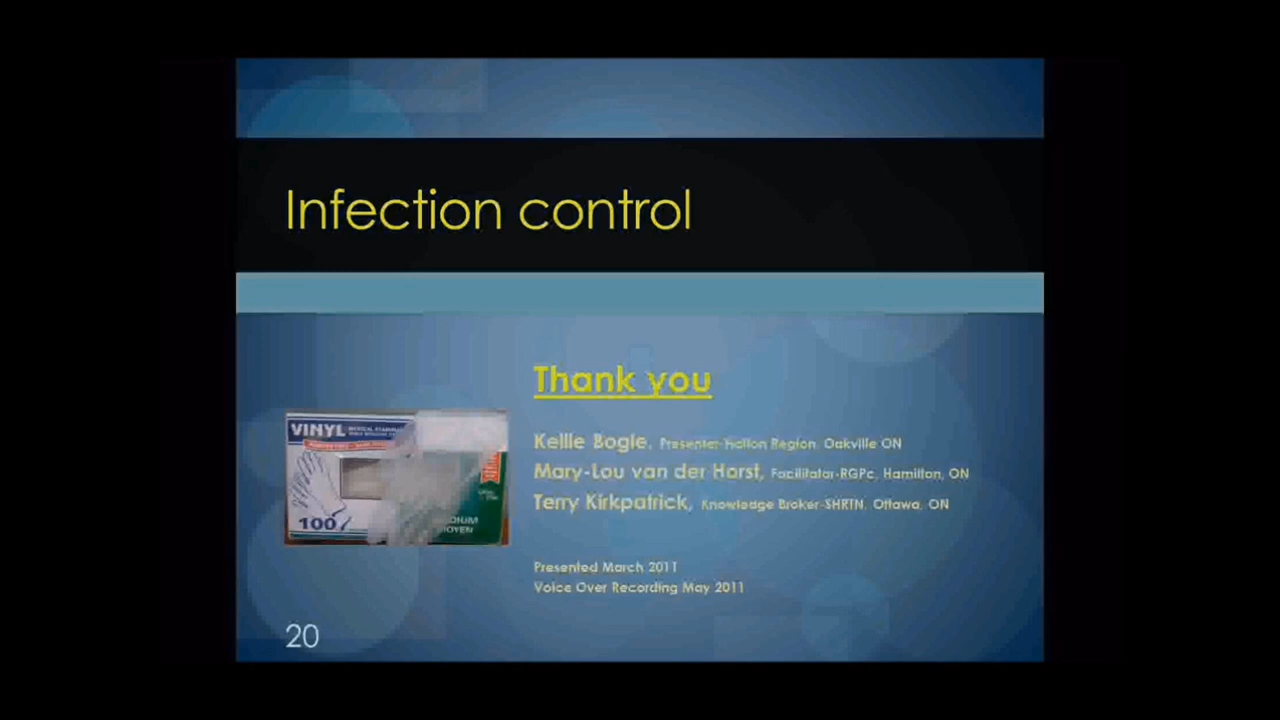 Infection control
Thank you
Kellie Bogle, Presenter-Halton Region, Oakville ON
Mary-Lou van der Horst, Facilitator-RGPc, Hamilton, ON
Terry Kirkpatrick, Knowledge Broker-SHRTN, Ottawa, ON
VINYL
100
Presented March 2011
Voice Over Recording May 2011
20